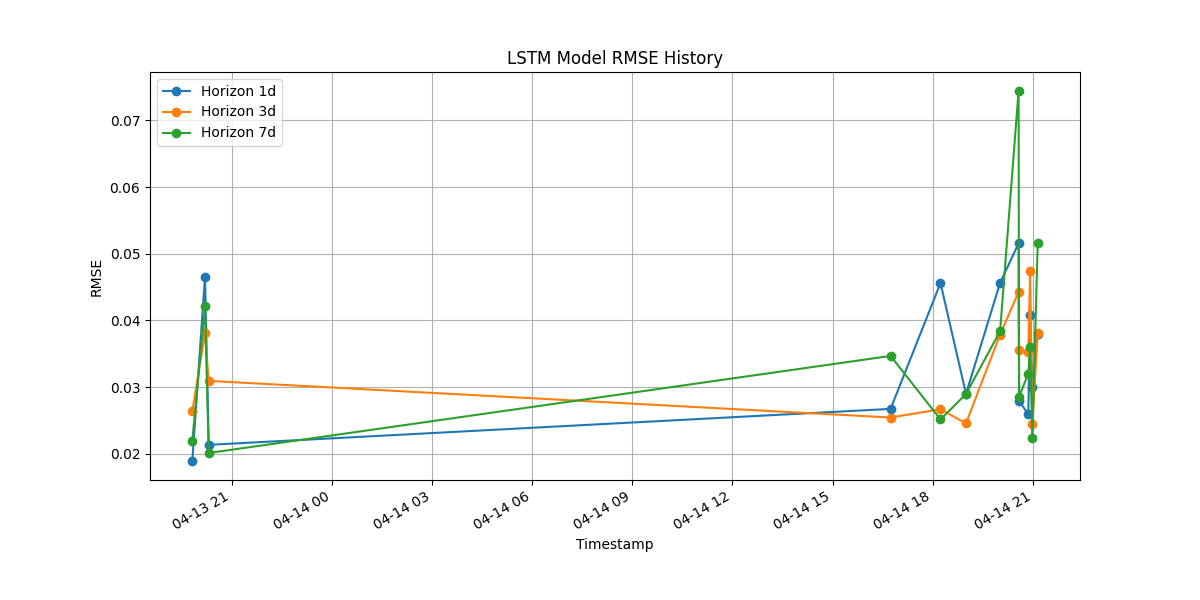 LSTM Model RMSE History
Horizon 1d
Horizon 3d
Horizon 7d
0.07
0.06
0.05
0.04
0.03
0.02
RMSE
04-13 21
04-14 00
04-14 03
04-14 06
04-14 09
04-14 12
04-14 15
04-14 18
04-14 21
Timestamp